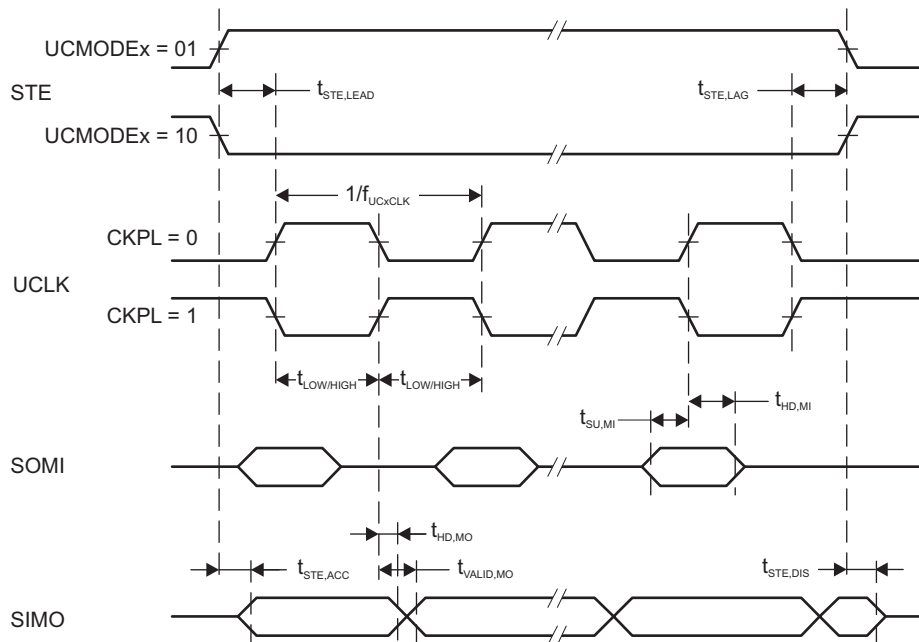 UCMODEx = 01
STE
t_STE,LEAD
t_STE,LAG
UCMODEx = 10
1/f_UCxCLK
CKPL = 0
UCLK
CKPL = 1
t_LOW/HIGH t_LOW/HIGH
t_SU,MI
t_HD,MI
SOMI
t_HD,MO
t_STE,ACC
t_VALID,MO
t_STE,DIS
SIMO